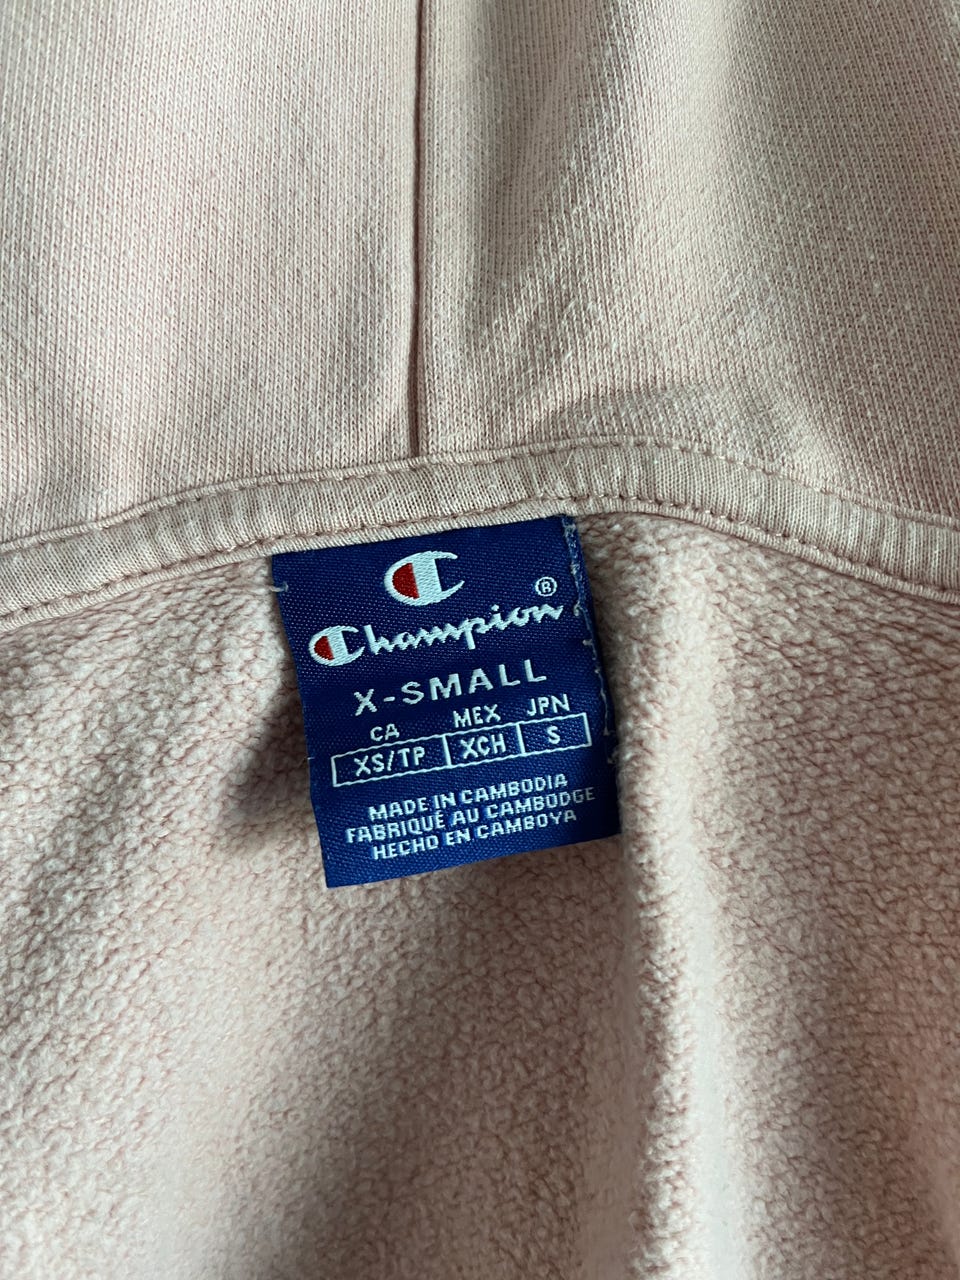 Champion®
X-SMALL
CA MEX JPN
XS/TP XCH S
MADE IN CAMBODIA
FABRIQUÉ AU CAMBODGE
HECHO EN CAMBOYA